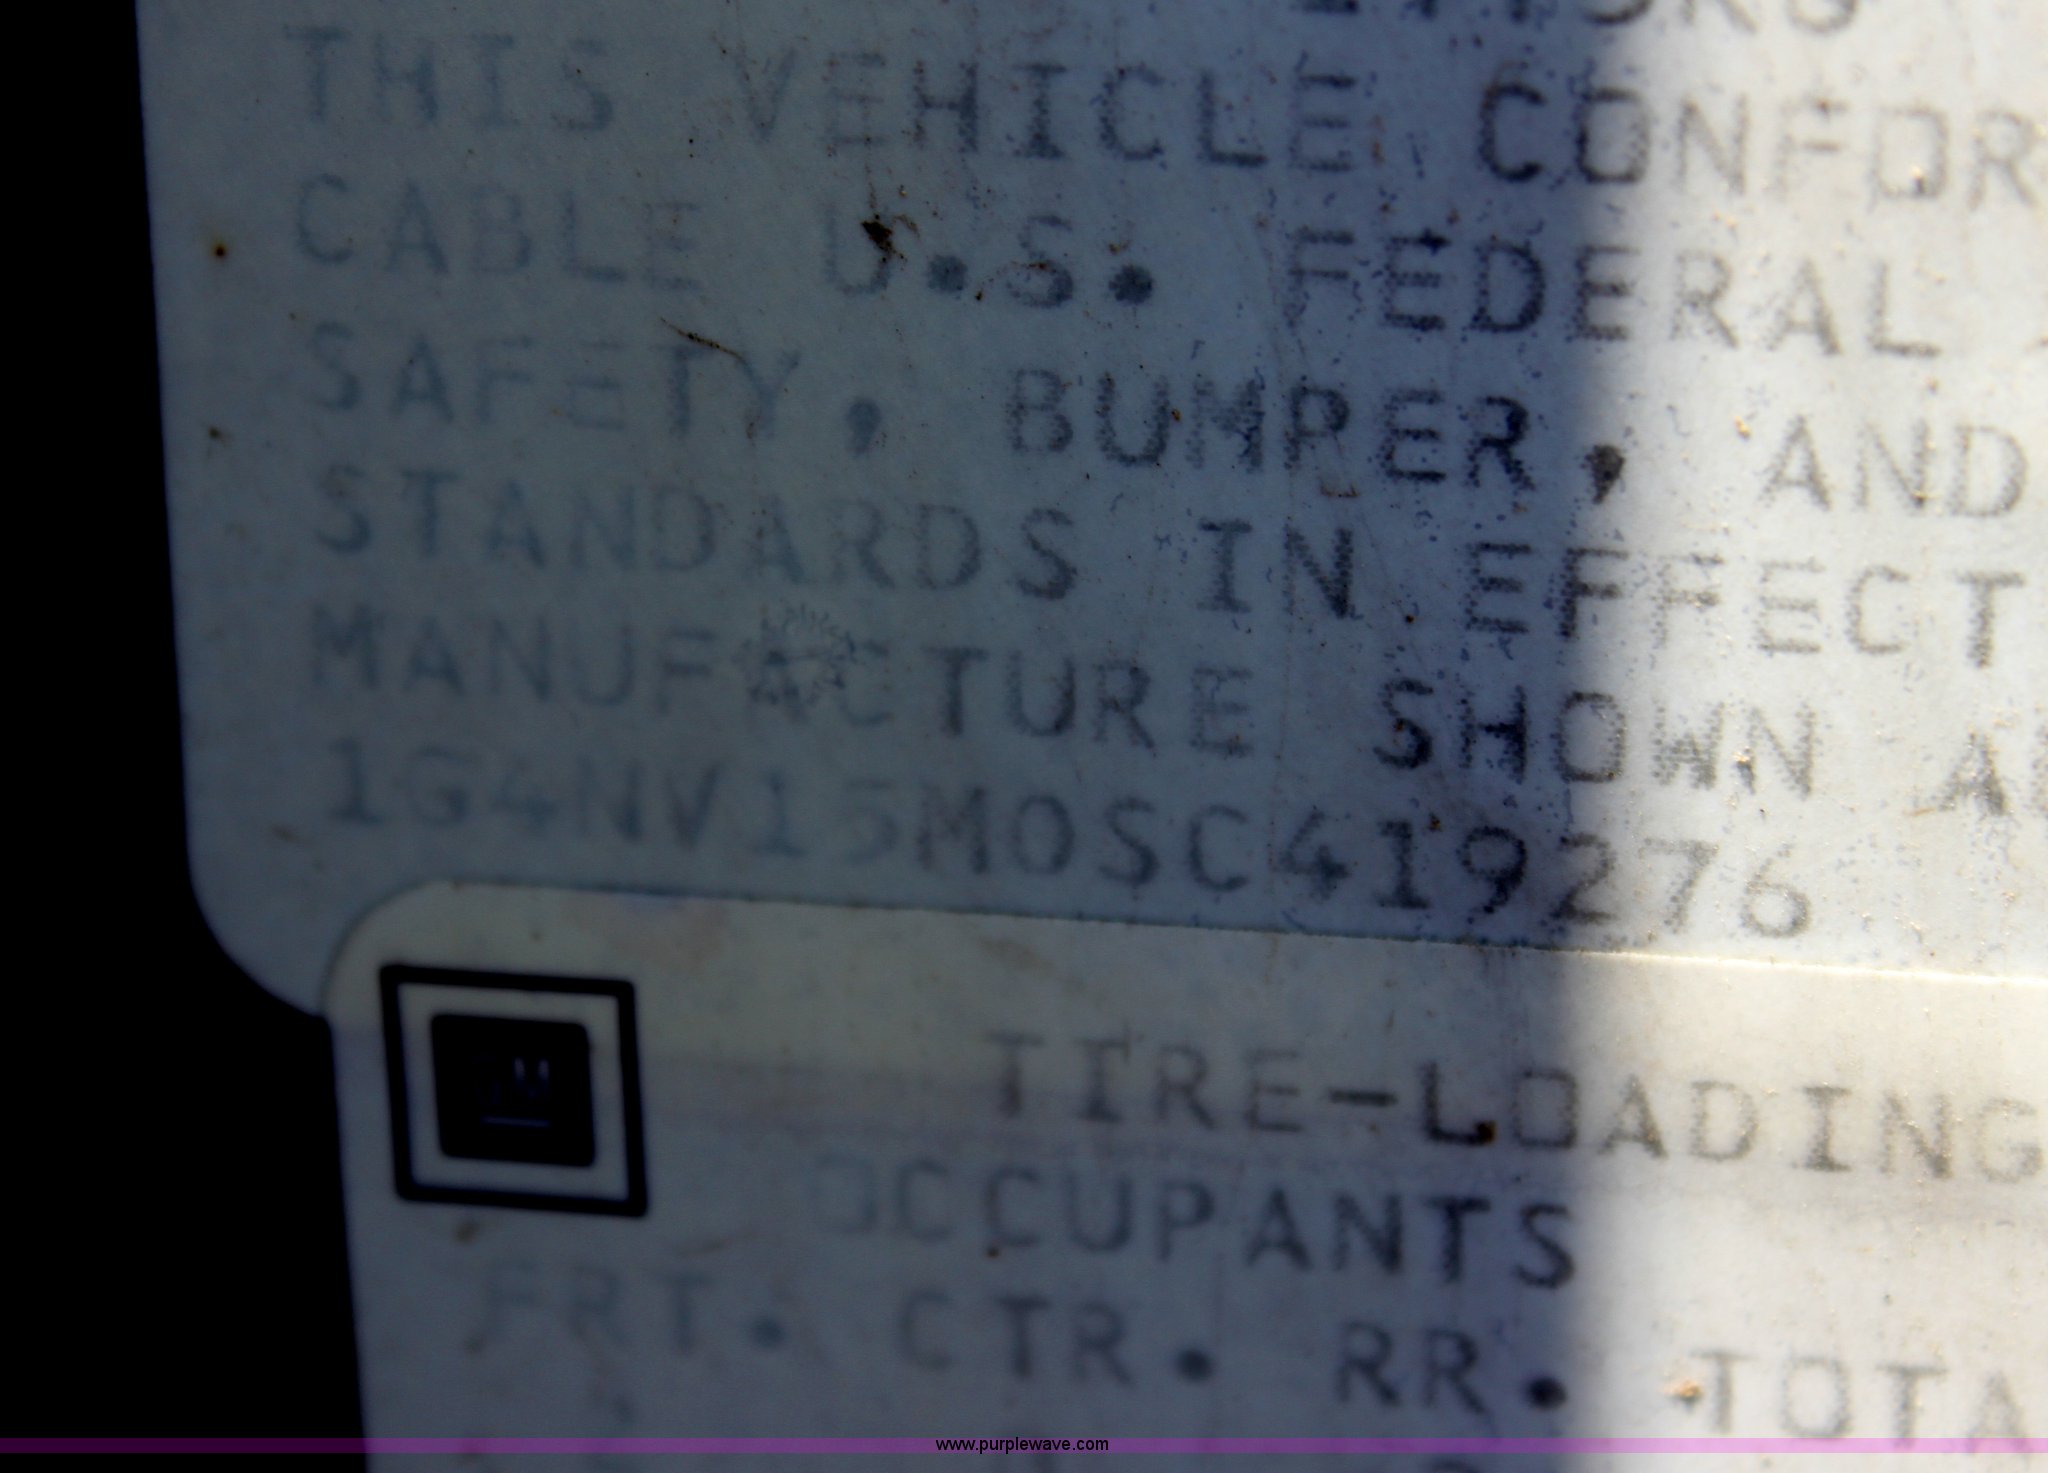 THIS VEHICLE CONFOR
CABLE U.S. FEDERAL
SAFETY, BUMPER, AND
STANDARDS IN EFFECT
MANUFACTURE SHOWN A
1G4NV15M0SC419276
GM
TIRE-LOADING
OCCUPANTS
FRT. CTR. RR. TOTA
www.purplewave.com